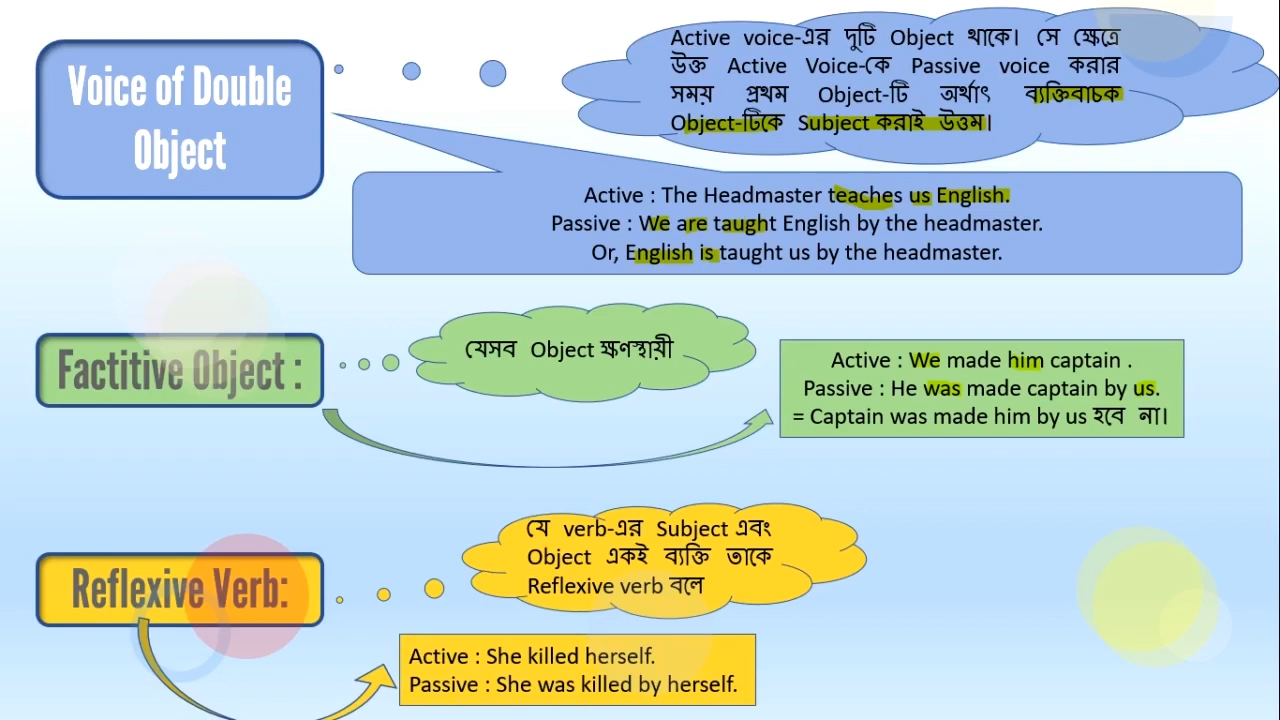 Voice of Double
Object
Active voice-এর দুটি Object থাকে। সে ক্ষেত্রে
উক্ত Active Voice-কে Passive voice করার
সময় প্রথম Object-টি অর্থাৎ ব্যক্তিবাচক
Object-টিকে Subject করাই উত্তম।
Active : The Headmaster teaches us English.
Passive : We are taught English by the headmaster.
Or, English is taught us by the headmaster.
Factitive Object :
যেসব Object ক্ষণস্থায়ী
Active : We made him captain .
Passive : He was made captain by us.
= Captain was made him by us হবে না।
Reflexive Verb:
যে verb-এর Subject এবং
Object একই ব্যক্তি তাকে
Reflexive verb বলে
Active : She killed herself.
Passive : She was killed by herself.